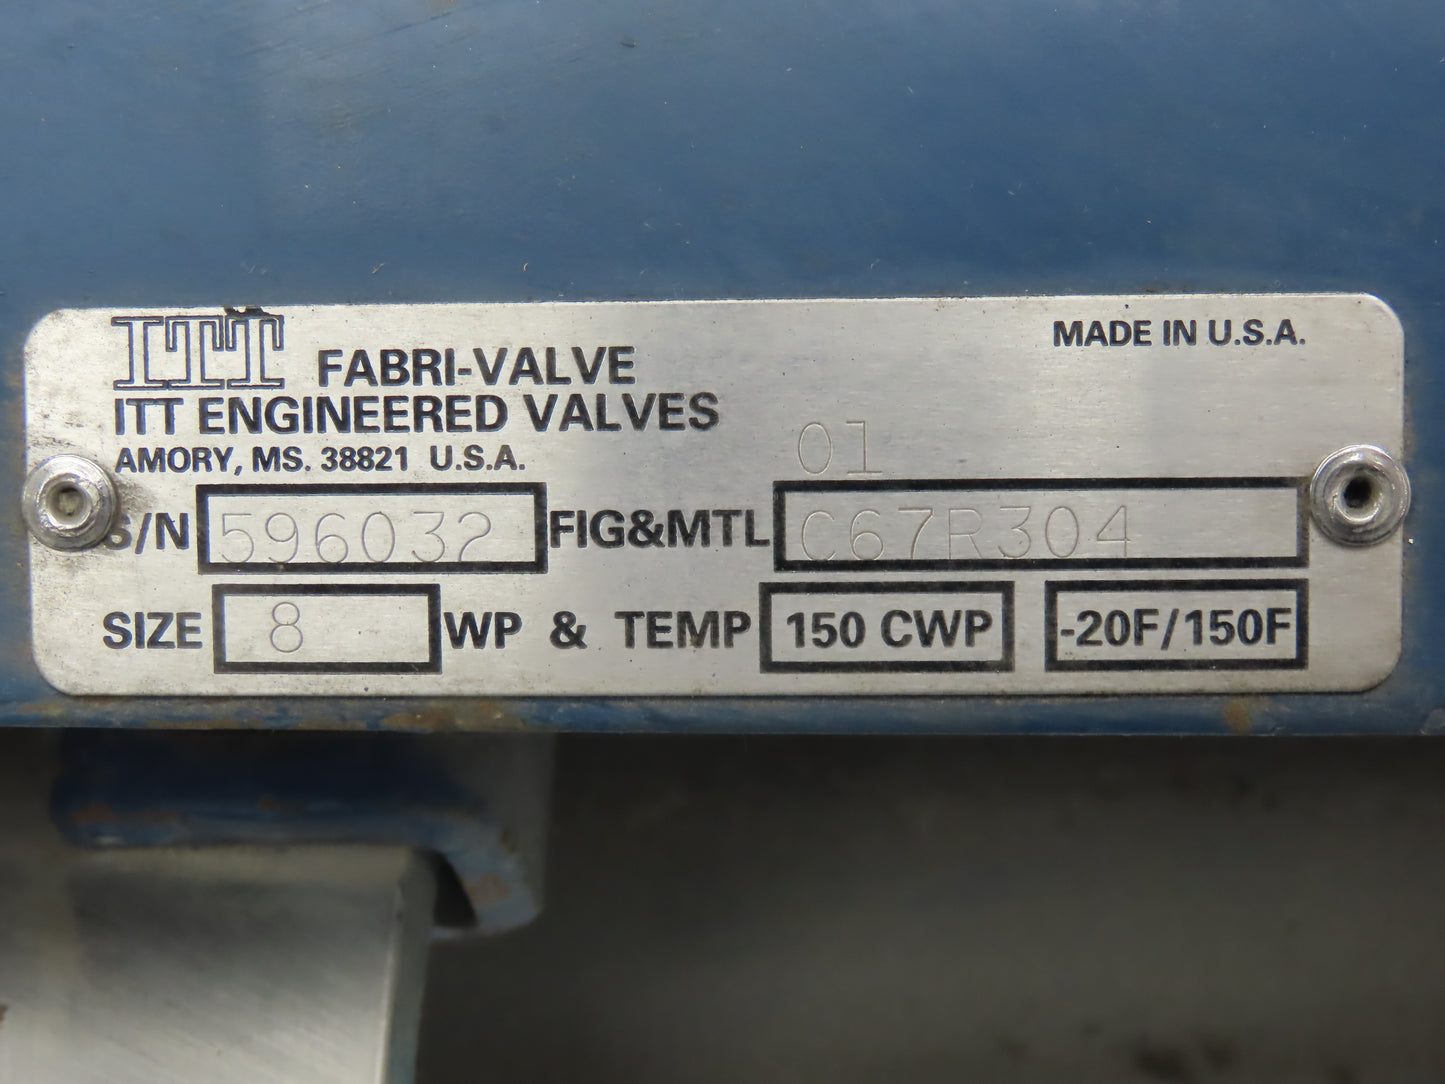 ITT FABRI-VALVE
MADE IN U.S.A.
ITT ENGINEERED VALVES
AMORY, MS. 38821 U.S.A.
01
S/N 596032 FIG&MTL C67R304
SIZE 8 WP & TEMP 150 CWP -20F/150F